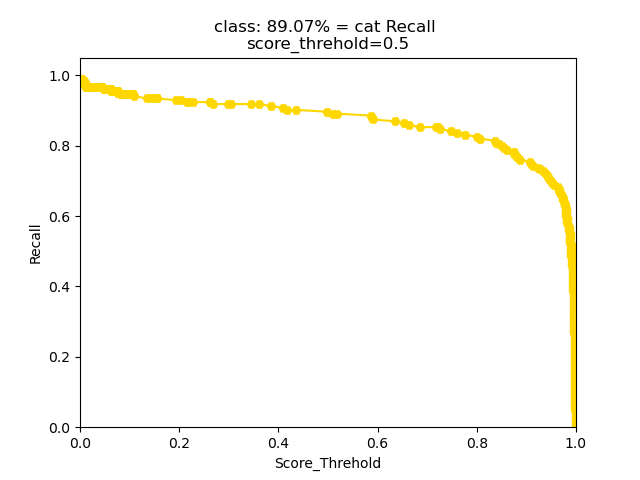 class: 89.07% = cat Recall
score_threhold=0.5
1.0
0.8
0.6
0.4
0.2
0.0
Recall
0.0 0.2 0.4 0.6 0.8 1.0
Score_Threhold